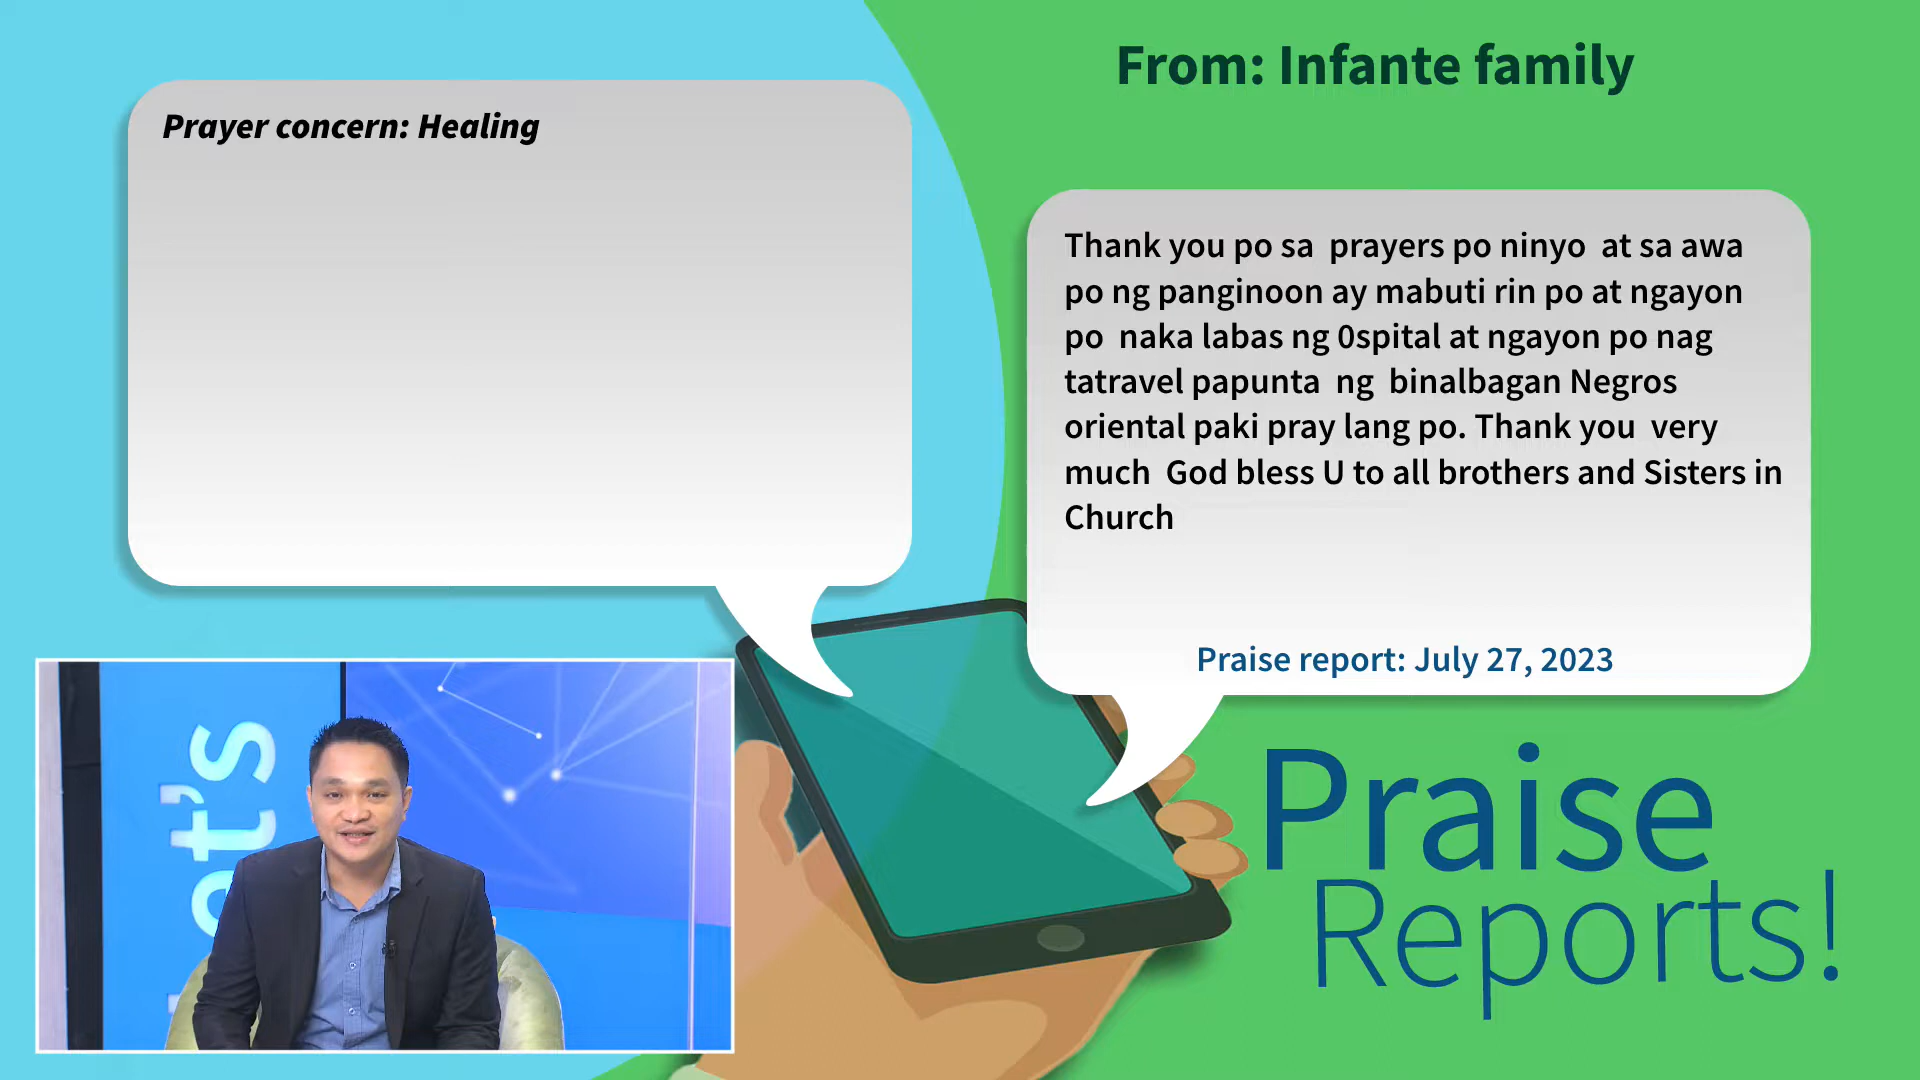 From: Infante family
Prayer concern: Healing
Thank you po sa  prayers po ninyo  at sa awa
po ng panginoon ay mabuti rin po at ngayon
po  naka labas ng 0spital at ngayon po nag
tatravel papunta  ng  binalbagan Negros
oriental paki pray lang po. Thank you  very
much  God bless U to all brothers and Sisters in
Church
Praise report: July 27, 2023
Praise
Reports!